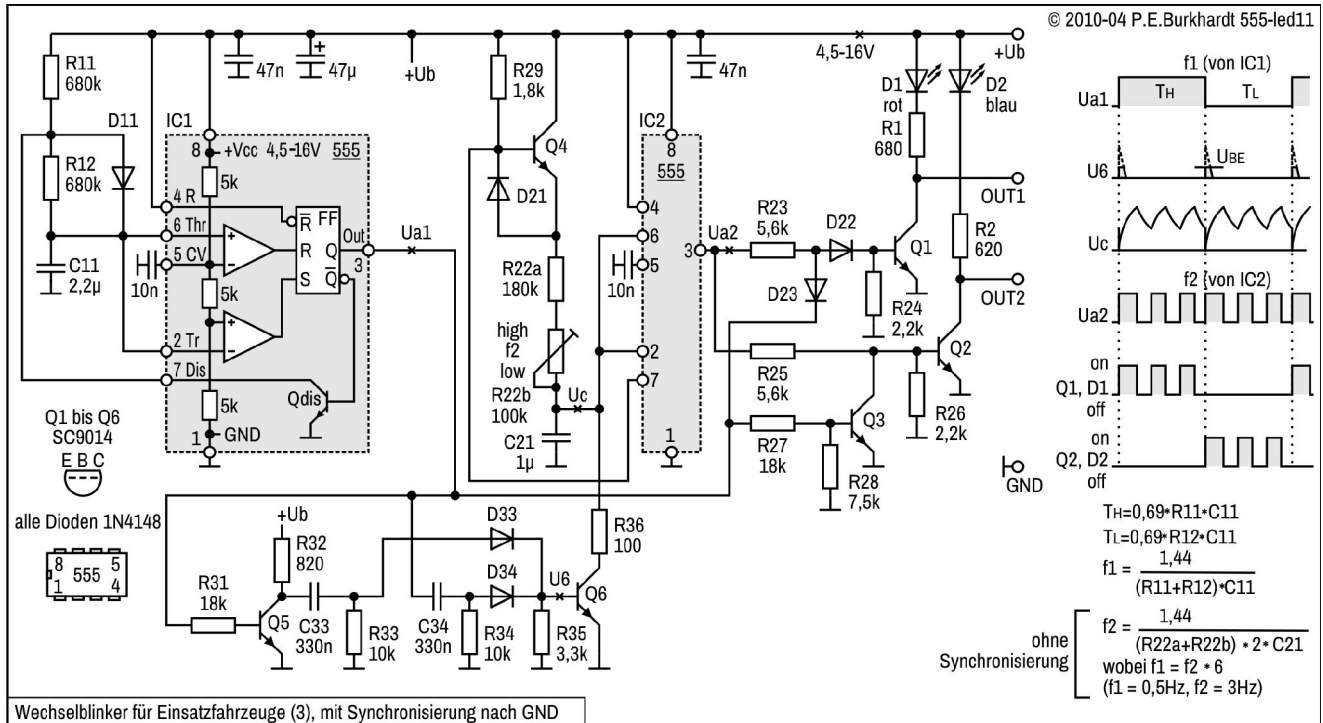 © 2010-04 P.E.Burkhardt 555-led11
R11
680k
47n
47µ
+Ub
R29
1,8k
47n
4,5-16V
+Ub
D1
rot
D2
blau
f1 (von IC1)
Ua1
TH
TL
D11
IC1
8
+Vcc 4,5-16V
555
R12
680k
5k
4 R
6 Thr
5 CV
10n
C11
2,2µ
R
FF
R
Q
S
Q
Out
3
Ua1
5k
2 Tr
7 Dis
Qdis
5k
1
GND
Q4
D21
R22a
180k
high
f2
low
R22b
100k
Uc
C21
1µ
IC2
8
555
4
6
5
10n
3
2
7
1
Ua2
R23
5,6k
D22
D23
R1
680
Q1
OUT1
R2
620
OUT2
R24
2,2k
R25
5,6k
Q2
R26
2,2k
R27
18k
Q3
R28
7,5k
GND
U6
UBE
Uc
f2 (von IC2)
Ua2
on
Q1, D1
off
on
Q2, D2
off
Q1 bis Q6
SC9014
E B C
alle Dioden 1N4148
8 5
555
1 4
+Ub
R32
820
R31
18k
Q5
C33
330n
R33
10k
D33
C34
330n
D34
R34
10k
U6
R35
3,3k
R36
100
Q6
TH=0,69*R11*C11
TL=0,69*R12*C11
f1 = 1,44
(R11+R12)*C11
ohne
Synchronisierung
f2 = 1,44
(R22a+R22b) * 2 * C21
wobei f1 = f2 * 6
(f1 = 0,5Hz, f2 = 3Hz)
Wechselblinker für Einsatzfahrzeuge (3), mit Synchronisierung nach GND